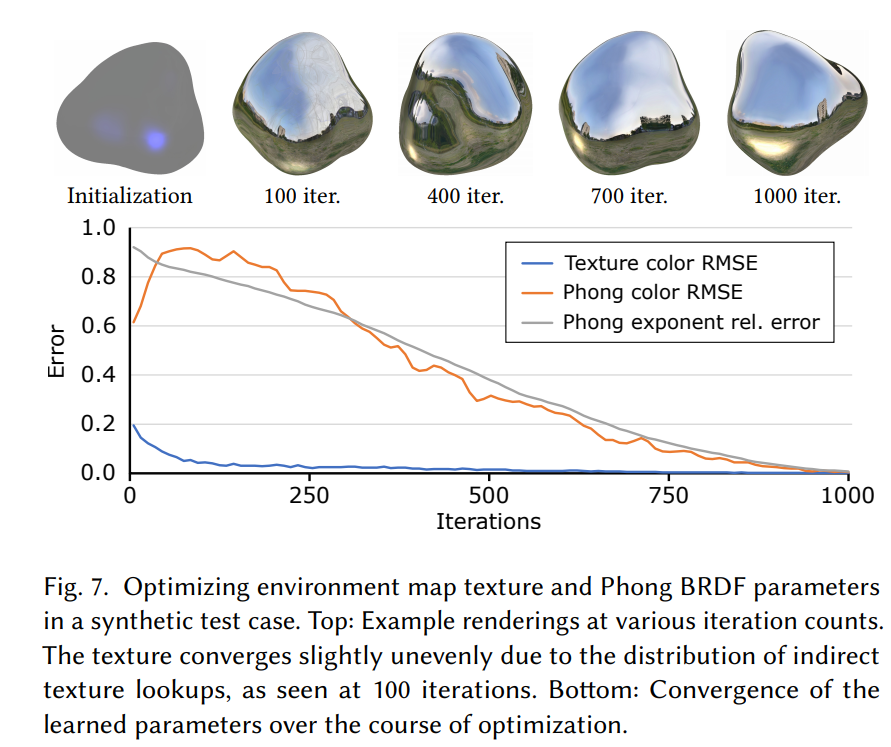 Initialization 100 iter. 400 iter. 700 iter. 1000 iter.
1.0
Texture color RMSE
0.8
Phong color RMSE
Phong exponent rel. error
0.6
Error
0.4
0.2
0.0
0 250 500 750 1000
Iterations
Fig. 7. Optimizing environment map texture and Phong BRDF parameters
in a synthetic test case. Top: Example renderings at various iteration counts.
The texture converges slightly unevenly due to the distribution of indirect
texture lookups, as seen at 100 iterations. Bottom: Convergence of the
learned parameters over the course of optimization.